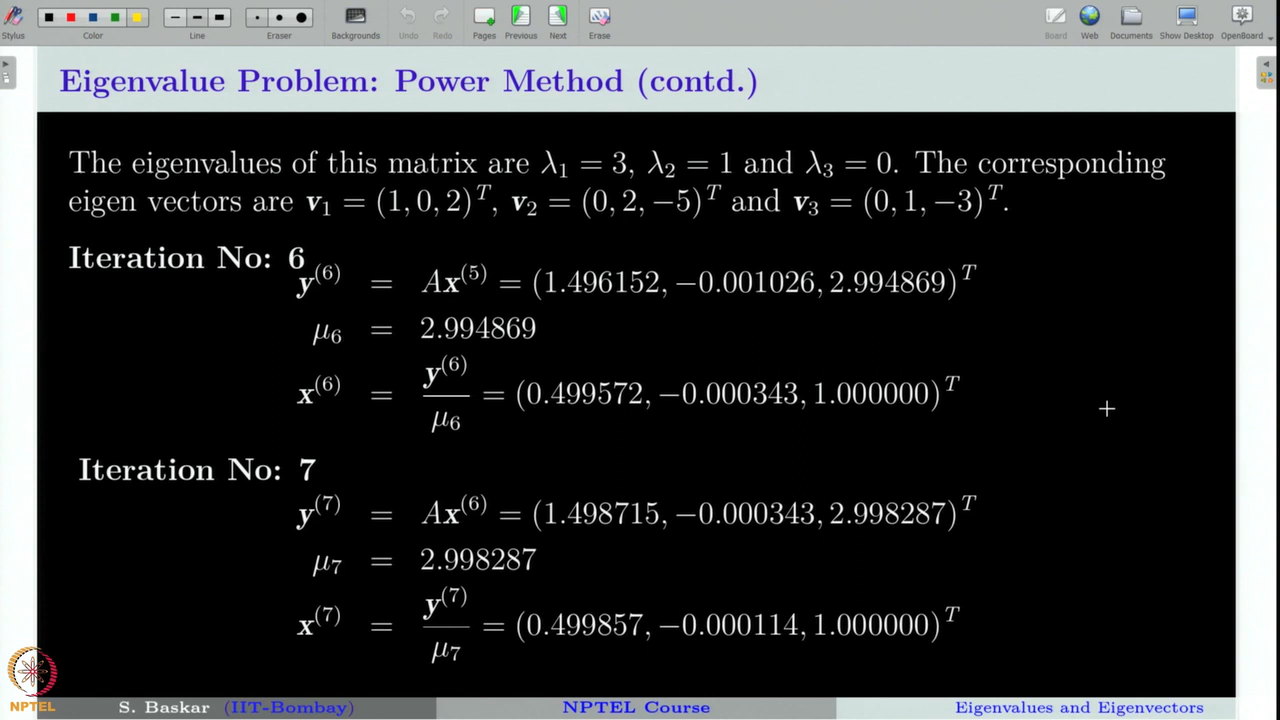 Stylus
Color
Line
Eraser
Backgrounds
Undo
Redo
Pages
Previous
Next
Erase
Board
Web
Documents
Show Desktop
OpenBoard
Eigenvalue Problem: Power Method (contd.)
The eigenvalues of this matrix are λ₁ = 3, λ₂ = 1 and λ₃ = 0. The corresponding
eigen vectors are v₁ = (1, 0, 2)ᵀ, v₂ = (0, 2, −5)ᵀ and v₃ = (0, 1, −3)ᵀ.
Iteration No: 6
y⁽⁶⁾ = Ax⁽⁵⁾ = (1.496152, −0.001026, 2.994869)ᵀ
μ₆ = 2.994869
x⁽⁶⁾ = y⁽⁶⁾/μ₆ = (0.499572, −0.000343, 1.000000)ᵀ
Iteration No: 7
y⁽⁷⁾ = Ax⁽⁶⁾ = (1.498715, −0.000343, 2.998287)ᵀ
μ₇ = 2.998287
x⁽⁷⁾ = y⁽⁷⁾/μ₇ = (0.499857, −0.000114, 1.000000)ᵀ
NPTEL
S. Baskar (IIT-Bombay)
NPTEL Course
Eigenvalues and Eigenvectors